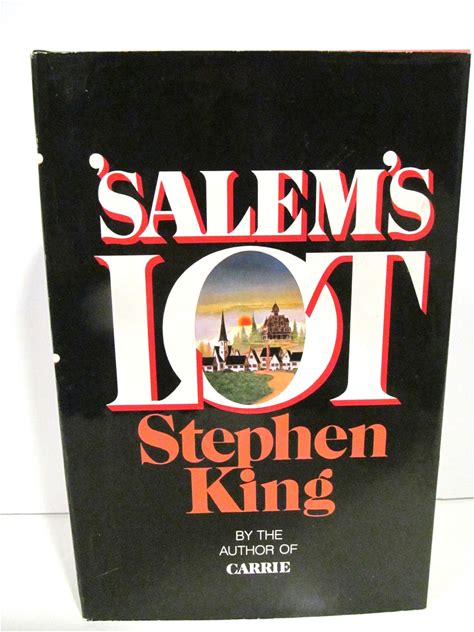 'SALEM'S
LOT
Stephen
King
BY THE
AUTHOR OF
CARRIE